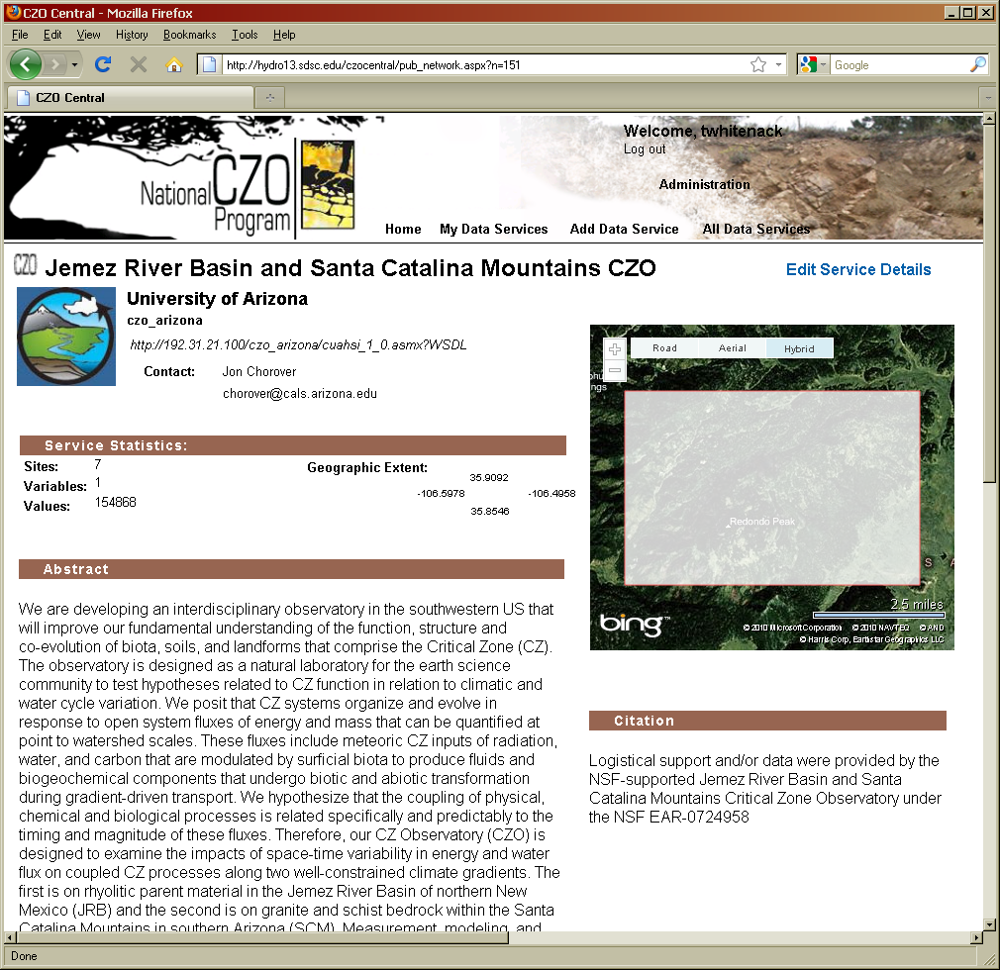 CZO Central - Mozilla Firefox
File Edit View History Bookmarks Tools Help
http://hydro13.sdsc.edu/czocentral/pub_network.aspx?n=151
Google
CZO Central
Welcome, twhitenack
Log out
Administration
National CZO Program
Home My Data Services Add Data Service All Data Services
CZO Jemez River Basin and Santa Catalina Mountains CZO
Edit Service Details
University of Arizona
czo_arizona
http://192.31.21.100/czo_arizona/cuahsi_1_0.asmx?WSDL
Contact: Jon Chorover
chorover@cals.arizona.edu
Road Aerial Hybrid
ngs
Redondo Peak
S A
2.5 miles
bing™
© 2010 Microsoft Corporation © 2010 NAVTEQ © AND
© Harris Corp, Earthstar Geographics LLC
Service Statistics:
Sites: 7
Variables: 1
Values: 154868
Geographic Extent:
35.9092
-106.5978 -106.4958
35.8546
Abstract
We are developing an interdisciplinary observatory in the southwestern US that
will improve our fundamental understanding of the function, structure and
co-evolution of biota, soils, and landforms that comprise the Critical Zone (CZ).
The observatory is designed as a natural laboratory for the earth science
community to test hypotheses related to CZ function in relation to climatic and
water cycle variation. We posit that CZ systems organize and evolve in
response to open system fluxes of energy and mass that can be quantified at
point to watershed scales. These fluxes include meteoric CZ inputs of radiation,
water, and carbon that are modulated by surficial biota to produce fluids and
biogeochemical components that undergo biotic and abiotic transformation
during gradient-driven transport. We hypothesize that the coupling of physical,
chemical and biological processes is related specifically and predictably to the
timing and magnitude of these fluxes. Therefore, our CZ Observatory (CZO) is
designed to examine the impacts of space-time variability in energy and water
flux on coupled CZ processes along two well-constrained climate gradients. The
first is on rhyolitic parent material in the Jemez River Basin of northern New
Mexico (JRB) and the second is on granite and schist bedrock within the Santa
Catalina Mountains in southern Arizona (SCM). Measurement, modeling, and
Citation
Logistical support and/or data were provided by the
NSF-supported Jemez River Basin and Santa
Catalina Mountains Critical Zone Observatory under
the NSF EAR-0724958
Done